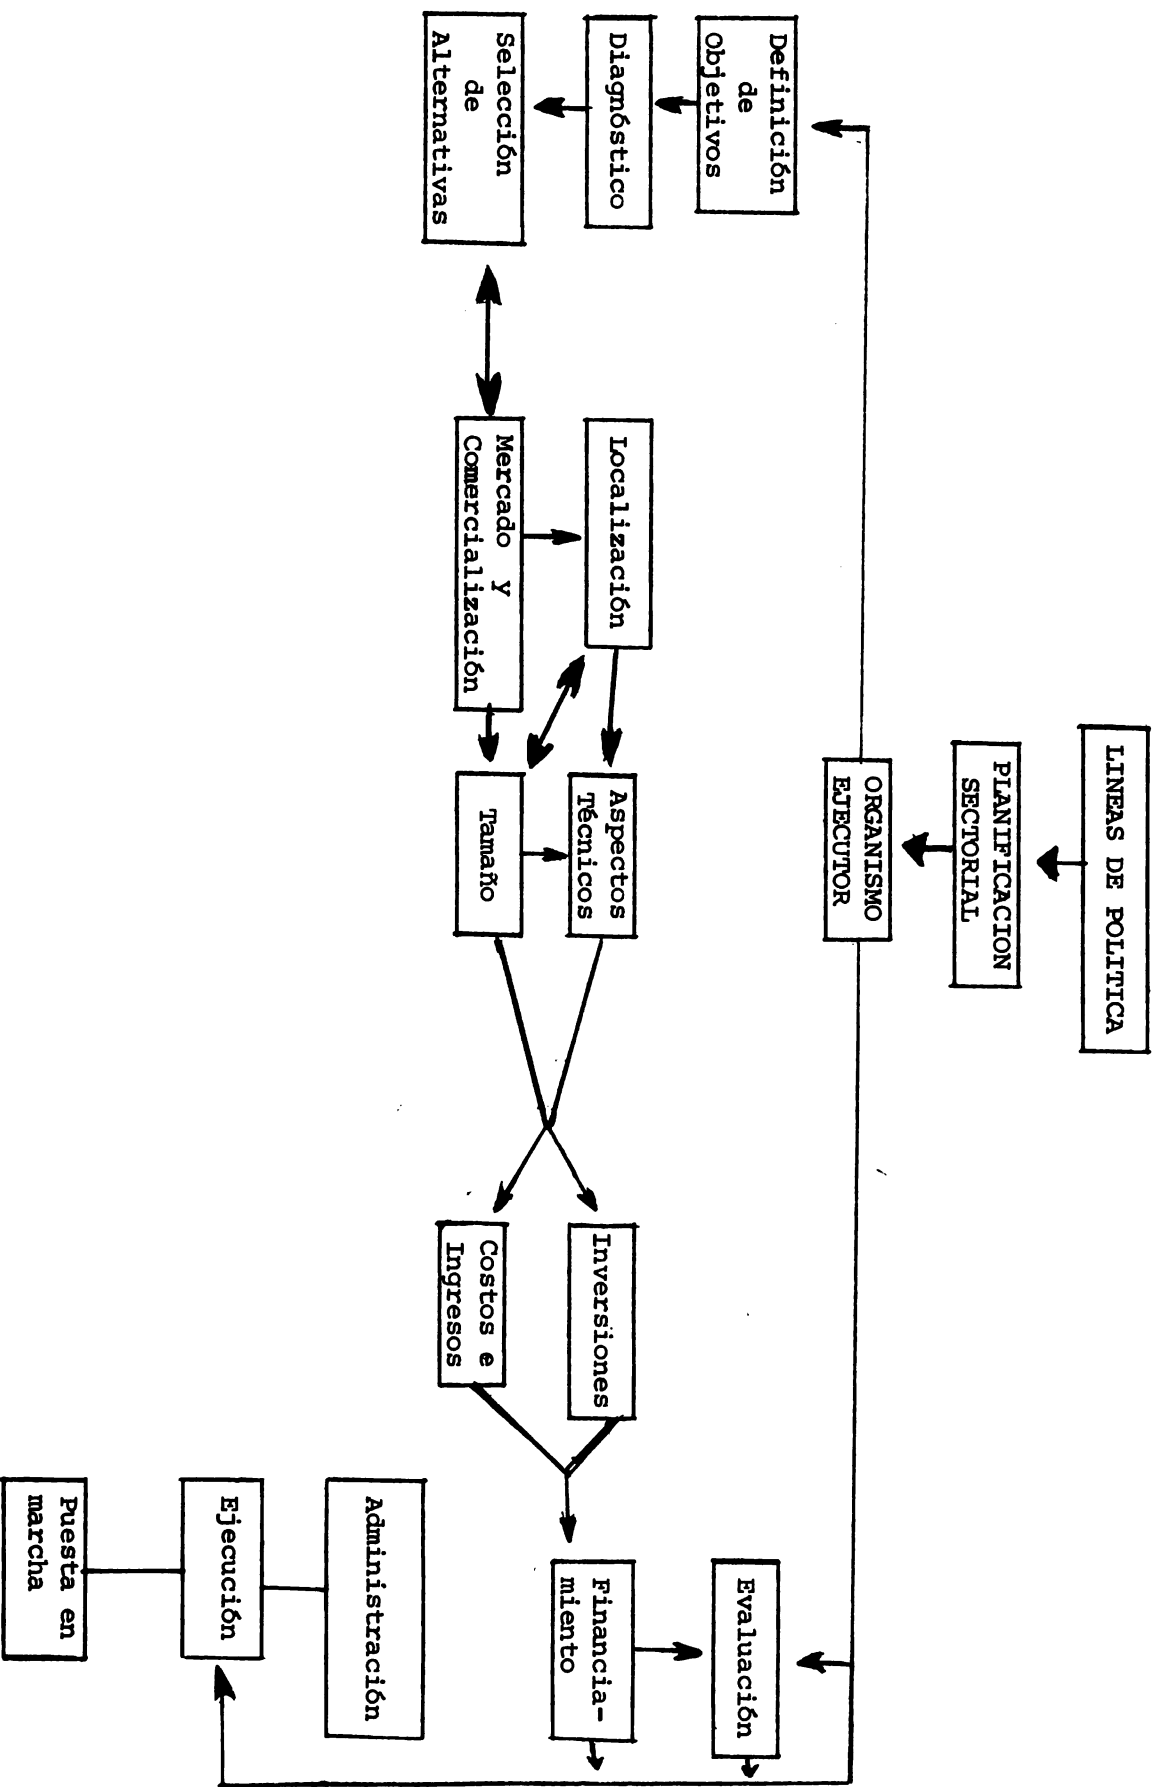 LINEAS DE POLITICA
PLANIFICACION
SECTORIAL
ORGANISMO
EJECUTOR
Definición
de
Objetivos
Diagnóstico
Selección
de
Alternativas
Localización
Mercado y
Comercialización
Aspectos
Técnicos
Tamaño
Inversiones
Costos e
Ingresos
Evaluación
Financia-
miento
Administración
Ejecución
Puesta en
marcha